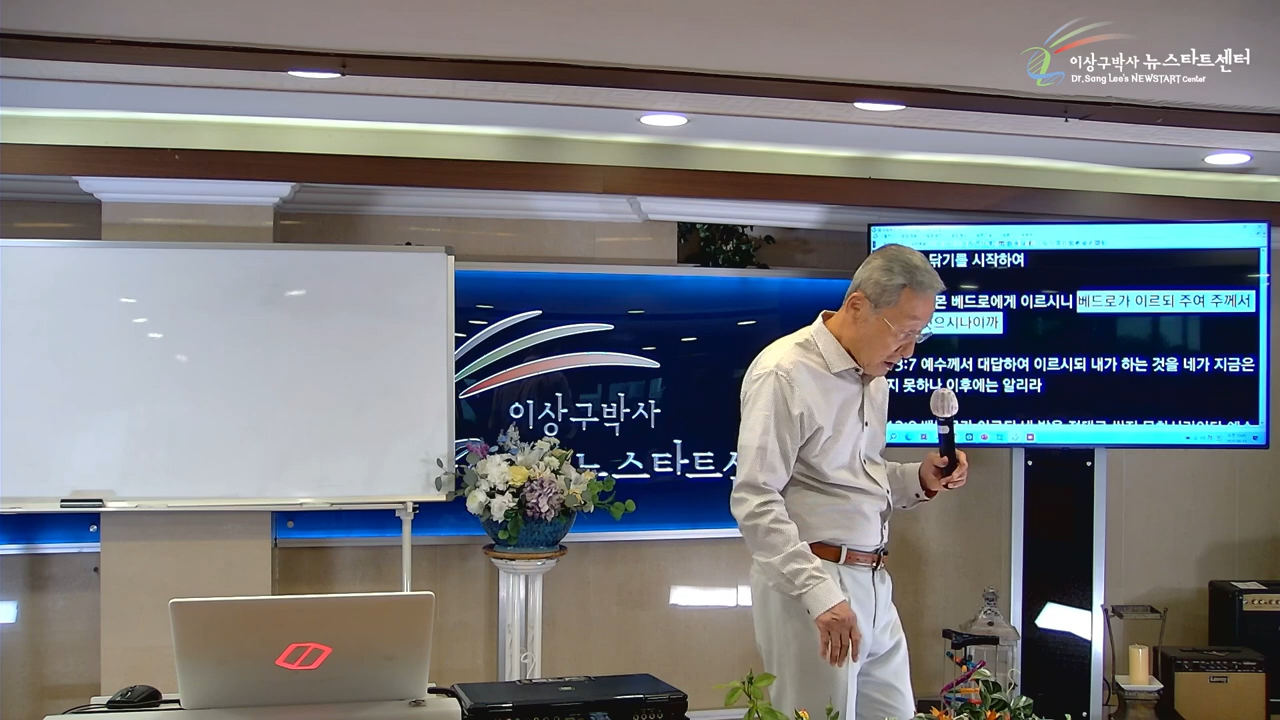 이상구박사 뉴스타트센터
Dr. Sang Lee's NEWSTART Center
닦기를 시작하여
베드로에게 이르시니 베드로가 이르되 주여 주께서
으시나이까
3:7 예수께서 대답하여 이르시되 내가 하는 것을 네가 지금은
지 못하나 이후에는 알리라
이상구박사
뉴스타트